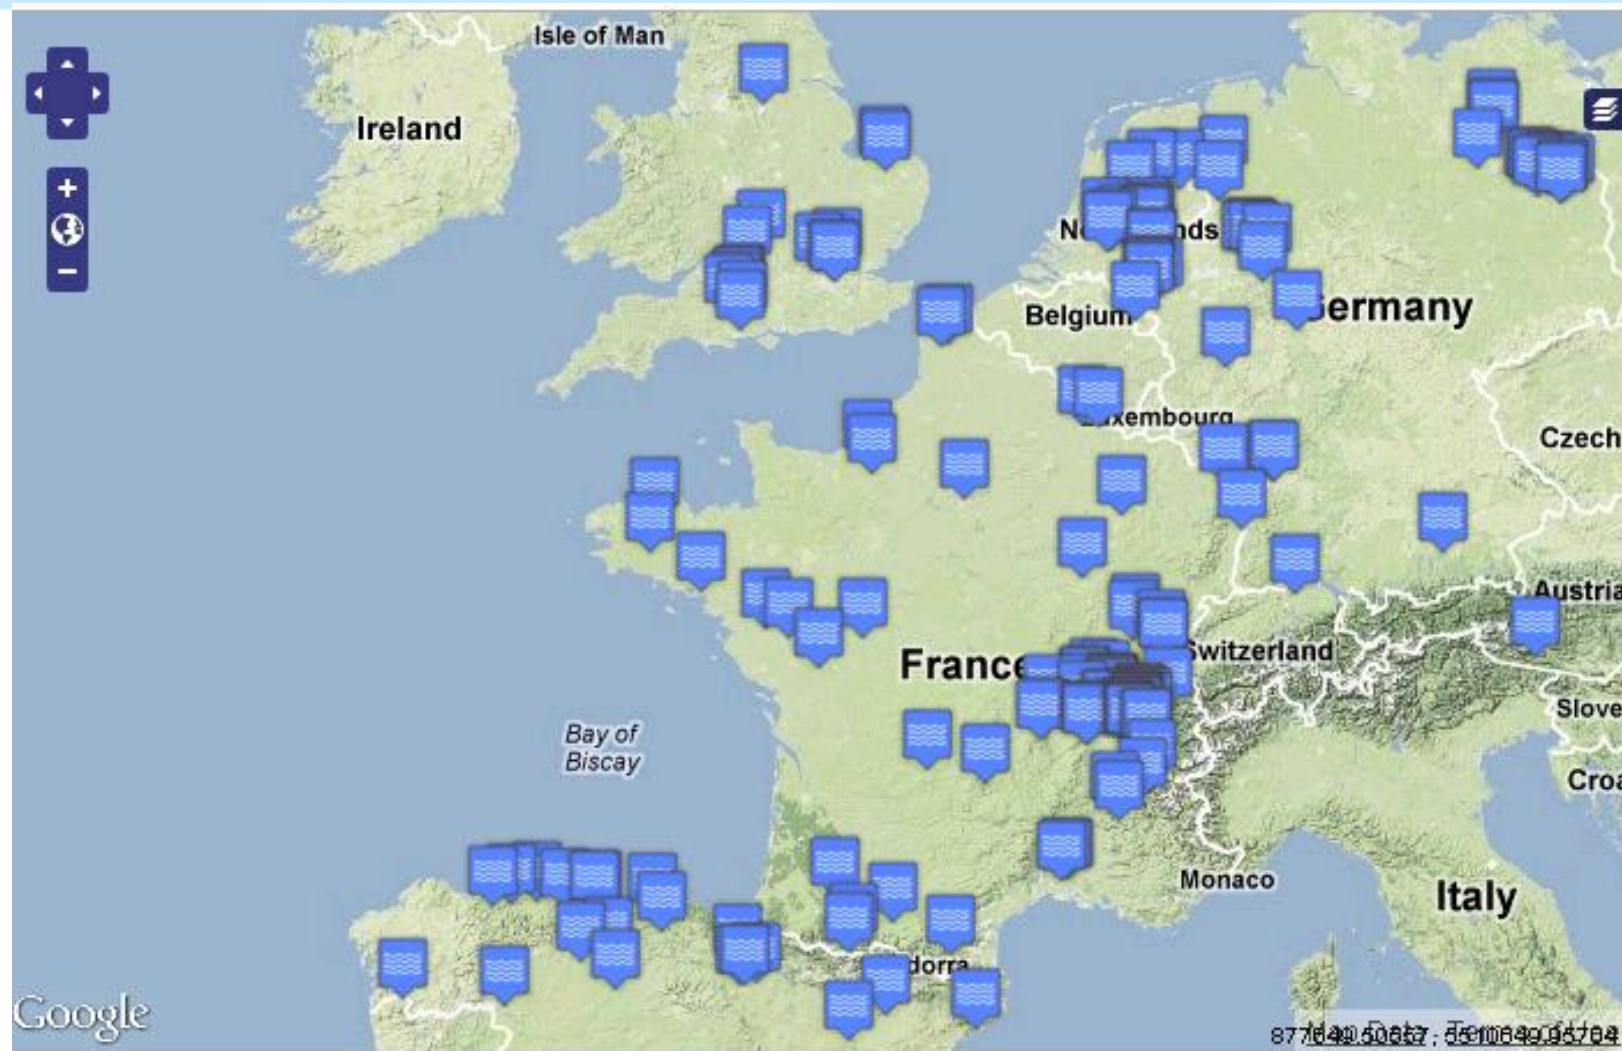 Isle of Man
Ireland
Belgium
Germany
Czech
Austria
France
Switzerland
Slove
Bay of
Biscay
Croa
Monaco
Italy
Google